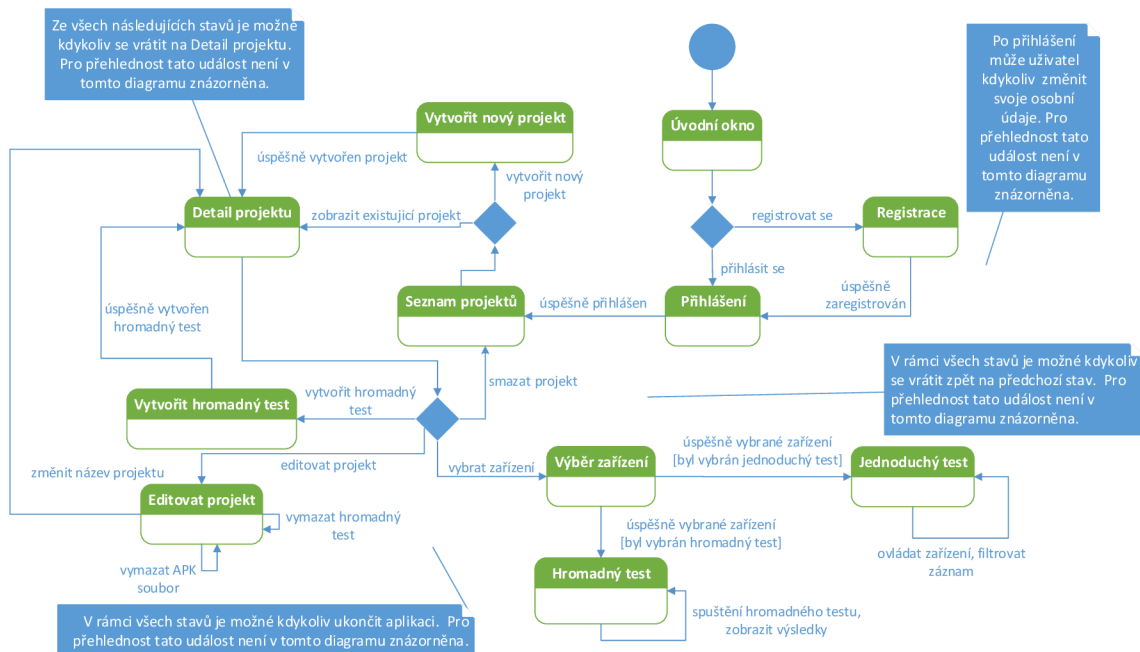 Ze všech následujících stavů je možné
kdykoliv se vrátit na Detail projektu.
Pro přehlednost tato událost není v
tomto diagramu znázorněna.
Po přihlášení
může uživatel
kdykoliv změnit
svoje osobní
údaje. Pro
přehlednost tato
událost není v
tomto diagramu
znázorněna.
Vytvořit nový projekt
Úvodní okno
úspěšně vytvořen projekt
vytvořit nový
projekt
Detail projektu
zobrazit existující projekt
registrovat se
Registrace
přihlásit se
úspěšně
zaregistrován
Seznam projektů
úspěšně přihlášen
Přihlášení
úspěšně vytvořen
hromadný test
smazat projekt
V rámci všech stavů je možné kdykoliv
se vrátit zpět na předchozí stav. Pro
přehlednost tato událost není v
tomto diagramu znázorněna.
Vytvořit hromadný test
vytvořit hromadný
test
editovat projekt
změnit název projektu
vybrat zařízení
Výběr zařízení
úspěšně vybrané zařízení
[byl vybrán jednoduchý test]
Jednoduchý test
Editovat projekt
vymazat hromadný
test
úspěšně vybrané zařízení
[byl vybrán hromadný test]
ovládat zařízení, filtrovat
záznam
vymazat APK
soubor
Hromadný test
spuštění hromadného testu,
zobrazit výsledky
V rámci všech stavů je možné kdykoliv ukončit aplikaci. Pro
přehlednost tato událost není v tomto diagramu znázorněna.